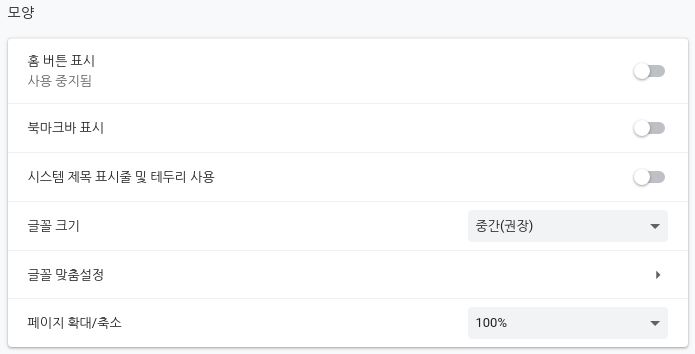 모양
홈 버튼 표시
사용 중지됨
북마크바 표시
시스템 제목 표시줄 및 테두리 사용
글꼴 크기
중간(권장)
글꼴 맞춤설정
페이지 확대/축소
100%